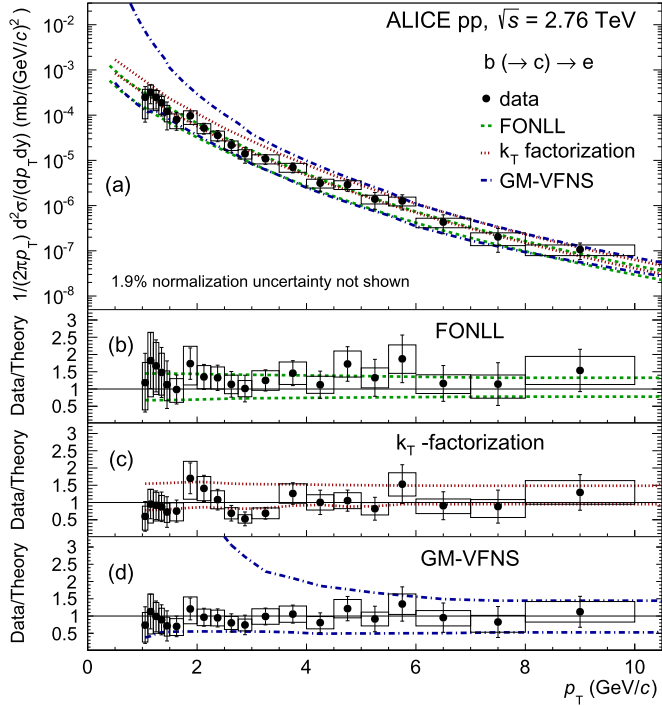 ALICE pp, √s = 2.76 TeV
b (→ c) → e
data
FONLL
k_T factorization
GM-VFNS
1/(2πp_T) d²σ/(dp_T dy) (mb/(GeV/c)²)
10⁻²
10⁻³
10⁻⁴
10⁻⁵
10⁻⁶
10⁻⁷
10⁻⁸
(a)
1.9% normalization uncertainty not shown
Data/Theory
3
2.5
2
1.5
1
0.5
(b)
FONLL
Data/Theory
3
2.5
2
1.5
1
0.5
(c)
k_T -factorization
Data/Theory
3
2.5
2
1.5
1
0.5
(d)
GM-VFNS
0 2 4 6 8 10
p_T (GeV/c)